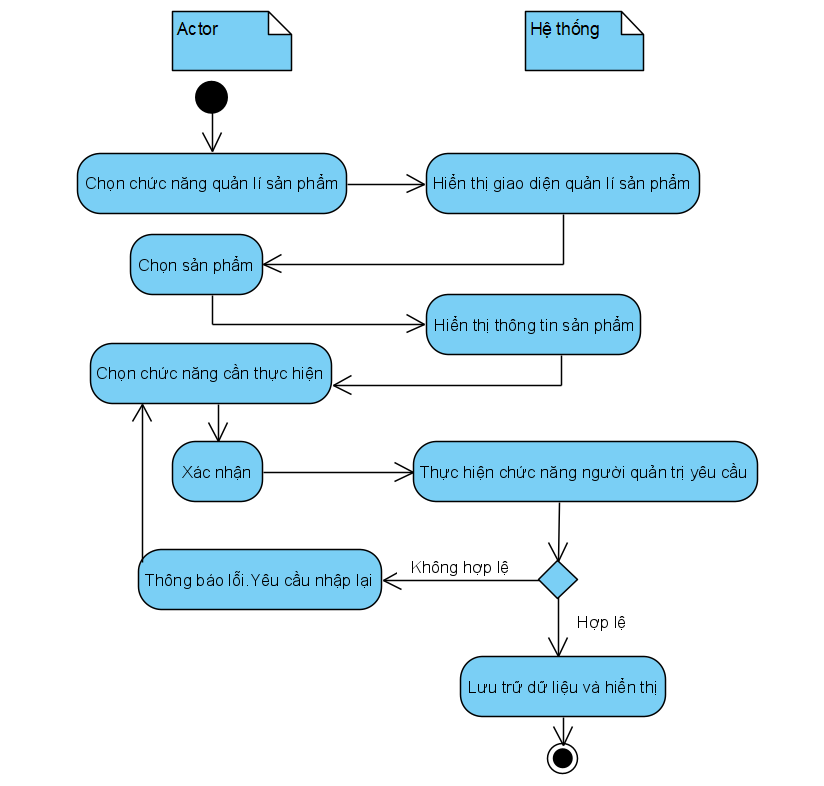 Actor
Hệ thống
Chọn chức năng quản lí sản phẩm
Hiển thị giao diện quản lí sản phẩm
Chọn sản phẩm
Hiển thị thông tin sản phẩm
Chọn chức năng cần thực hiện
Xác nhận
Thực hiện chức năng người quản trị yêu cầu
Không hợp lệ
Thông báo lỗi.Yêu cầu nhập lại
Hợp lệ
Lưu trữ dữ liệu và hiển thị